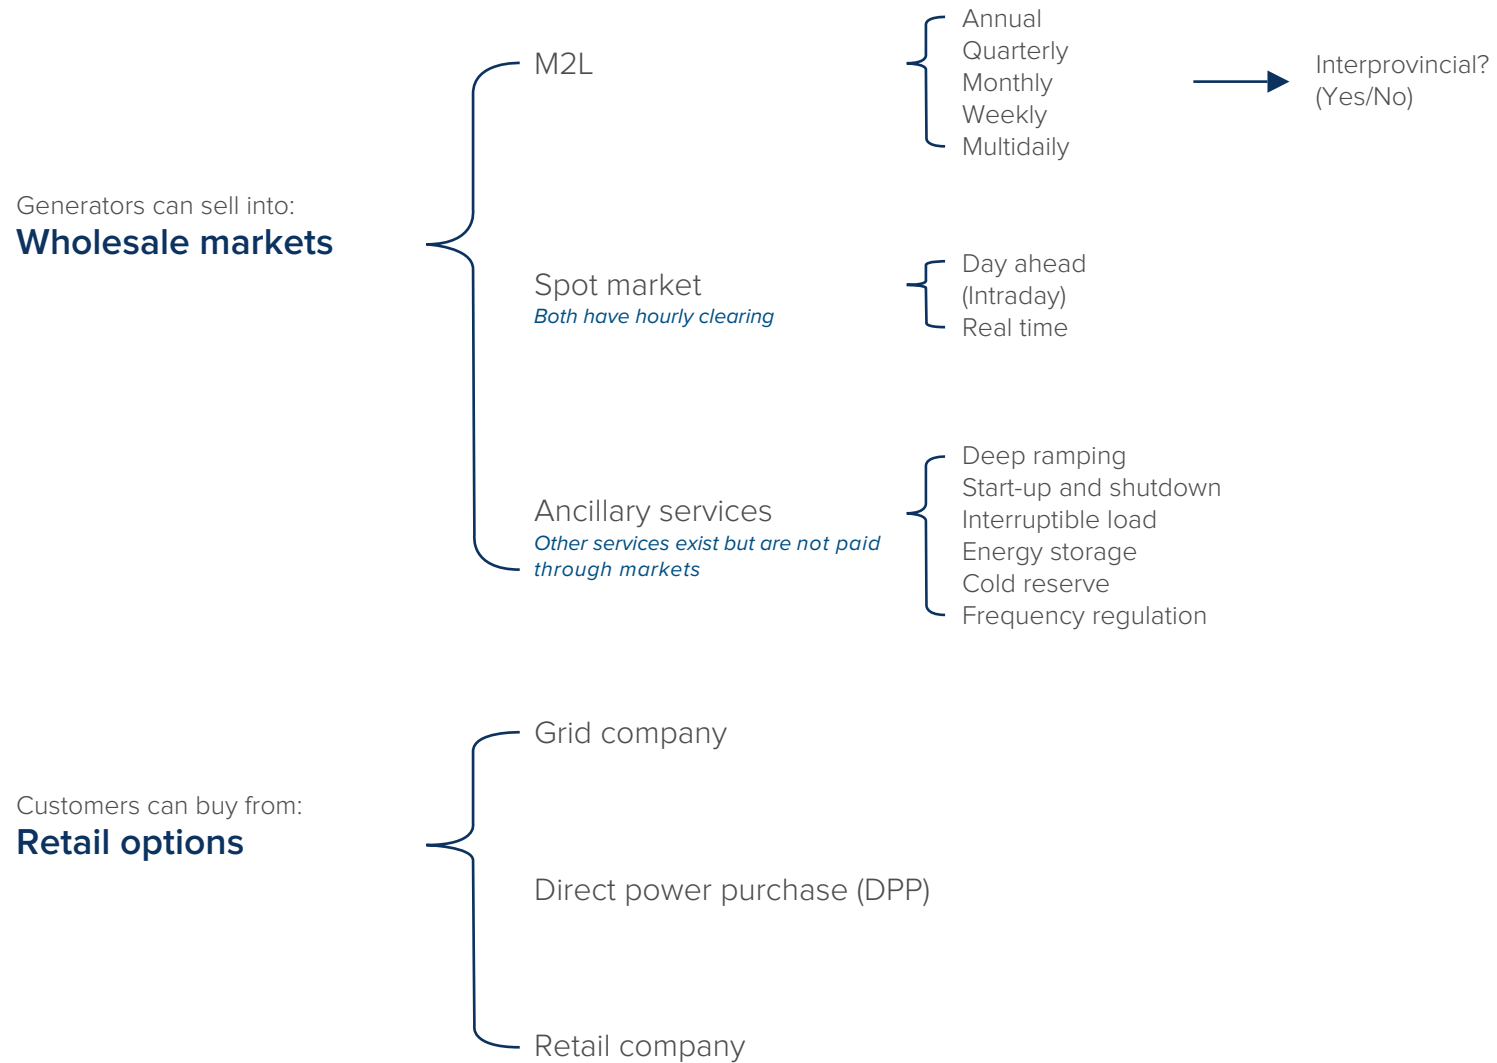 Generators can sell into:
Wholesale markets
M2L
Annual
Quarterly
Monthly
Weekly
Multidaily
Interprovincial?
(Yes/No)
Spot market
Both have hourly clearing
Day ahead
(Intraday)
Real time
Ancillary services
Other services exist but are not paid
through markets
Deep ramping
Start-up and shutdown
Interruptible load
Energy storage
Cold reserve
Frequency regulation
Customers can buy from:
Retail options
Grid company
Direct power purchase (DPP)
Retail company